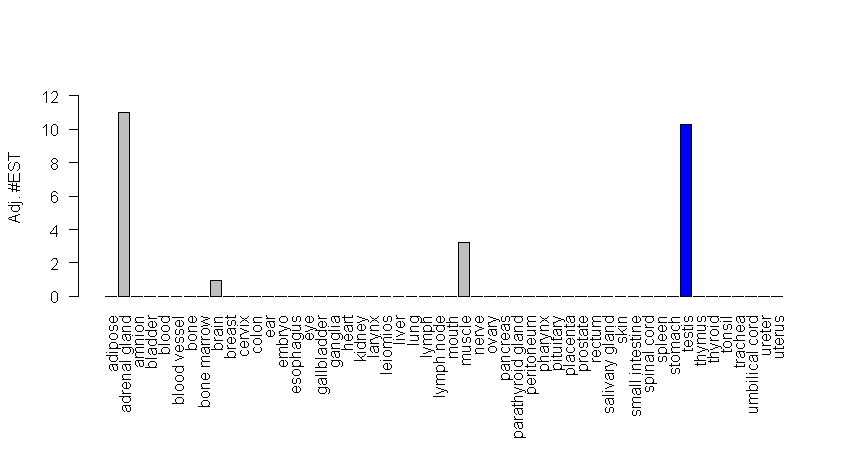 Adj. #EST
12
10
8
6
4
2
0
adipose
adrenal gland
amnion
bladder
blood
blood vessel
bone
bone marrow
brain
breast
cervix
colon
ear
embryo
esophagus
eye
gallbladder
ganglia
heart
kidney
larynx
leiomios
liver
lung
lymph
lymph node
mouth
muscle
nerve
ovary
pancreas
parathyroid gland
peritoneum
pharynx
pituitary
placenta
prostate
rectum
salivary gland
skin
small intestine
spinal cord
spleen
stomach
testis
thymus
thyroid
tonsil
trachea
umbilical cord
ureter
uterus